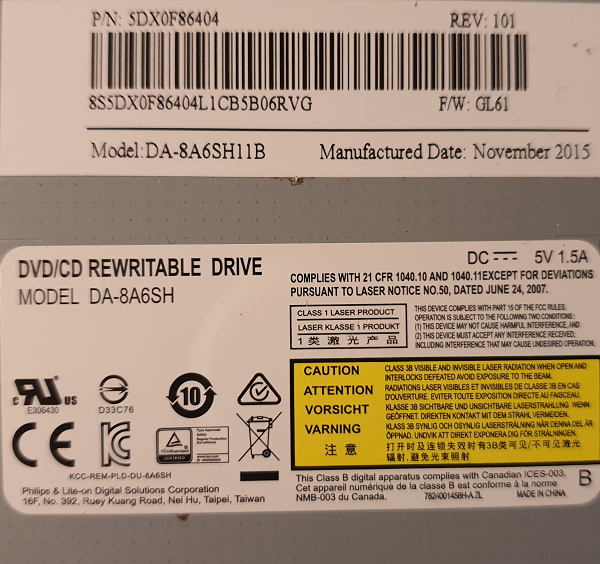 P/N: 5DX0F86404 REV: 101
8S5DX0F86404L1CB5B06RVG F/W: GL61
Model:DA-8A6SH11B Manufactured Date: November 2015
DVD/CD REWRITABLE DRIVE
MODEL DA-8A6SH
DC 5V 1.5A
COMPLIES WITH 21 CFR 1040.10 AND 1040.11EXCEPT FOR DEVIATIONS
PURSUANT TO LASER NOTICE NO.50, DATED JUNE 24, 2007.
CLASS 1 LASER PRODUCT
LASER KLASSE 1 PRODUKT
1类激光产品
THIS DEVICE COMPLIES WITH PART 15 OF THE FCC RULES.
OPERATION IS SUBJECT TO THE FOLLOWING TWO CONDITIONS:
(1) THIS DEVICE MAY NOT CAUSE HARMFUL INTERFERENCE, AND
(2) THIS DEVICE MUST ACCEPT ANY INTERFERENCE RECEIVED,
INCLUDING INTERFERENCE THAT MAY CAUSE UNDESIRED OPERATION.
CAUTION
CLASS 3B VISIBLE AND INVISIBLE LASER RADIATION WHEN OPEN AND
INTERLOCKS DEFEATED AVOID EXPOSURE TO THE BEAM.
ATTENTION
RADIATIONS LASER VISIBLES ET INVISIBLES DE CLASSE 3B EN CAS
D'OUVERTURE. EVITER TOUTE EXPOSITION DIRECTE AU FAISCEAU.
VORSICHT
KLASSE 3B SICHTBARE UND UNSICHTBARE LASERSTRAHLUNG WENN
GEÖFFNET. DIREKTEN KONTAKT MIT DEM STRAHL VERMEIDEN.
VARNING
KLASS 3B SYNLIG OCH OSYNLIG LASERSTRÅLNING NÄR DENNA DEL ÄR
ÖPPNAD. UNDVIK ATT DIREKT EXPONERA DIG FÖR STRÅLNINGEN.
注意
打开时及连锁失效时有3B类可见/不可见激光
辐射,避免光束照射
c RU US
E306430
D33C76
10
TÜVRheinland
CERTIFIED
CE
KCC-REM-PLD-DU-8A6SH
Philips & Lite-on Digital Solutions Corporation
16F, No. 392, Ruey Kuang Road, Nei Hu, Taipei, Taiwan
This Class B digital apparatus complies with Canadian ICES-003.
Cet appareil numérique de la classe B est conforme à la norme
NMB-003 du Canada. 7824001458H-A ZL MADE IN CHINA
B